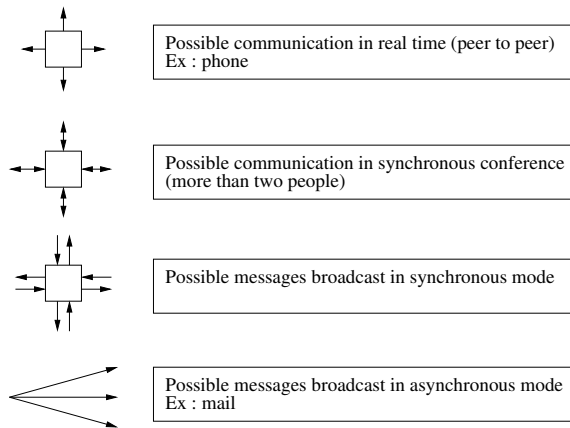 Possible communication in real time (peer to peer)
Ex : phone
Possible communication in synchronous conference
(more than two people)
Possible messages broadcast in synchronous mode
Possible messages broadcast in asynchronous mode
Ex : mail